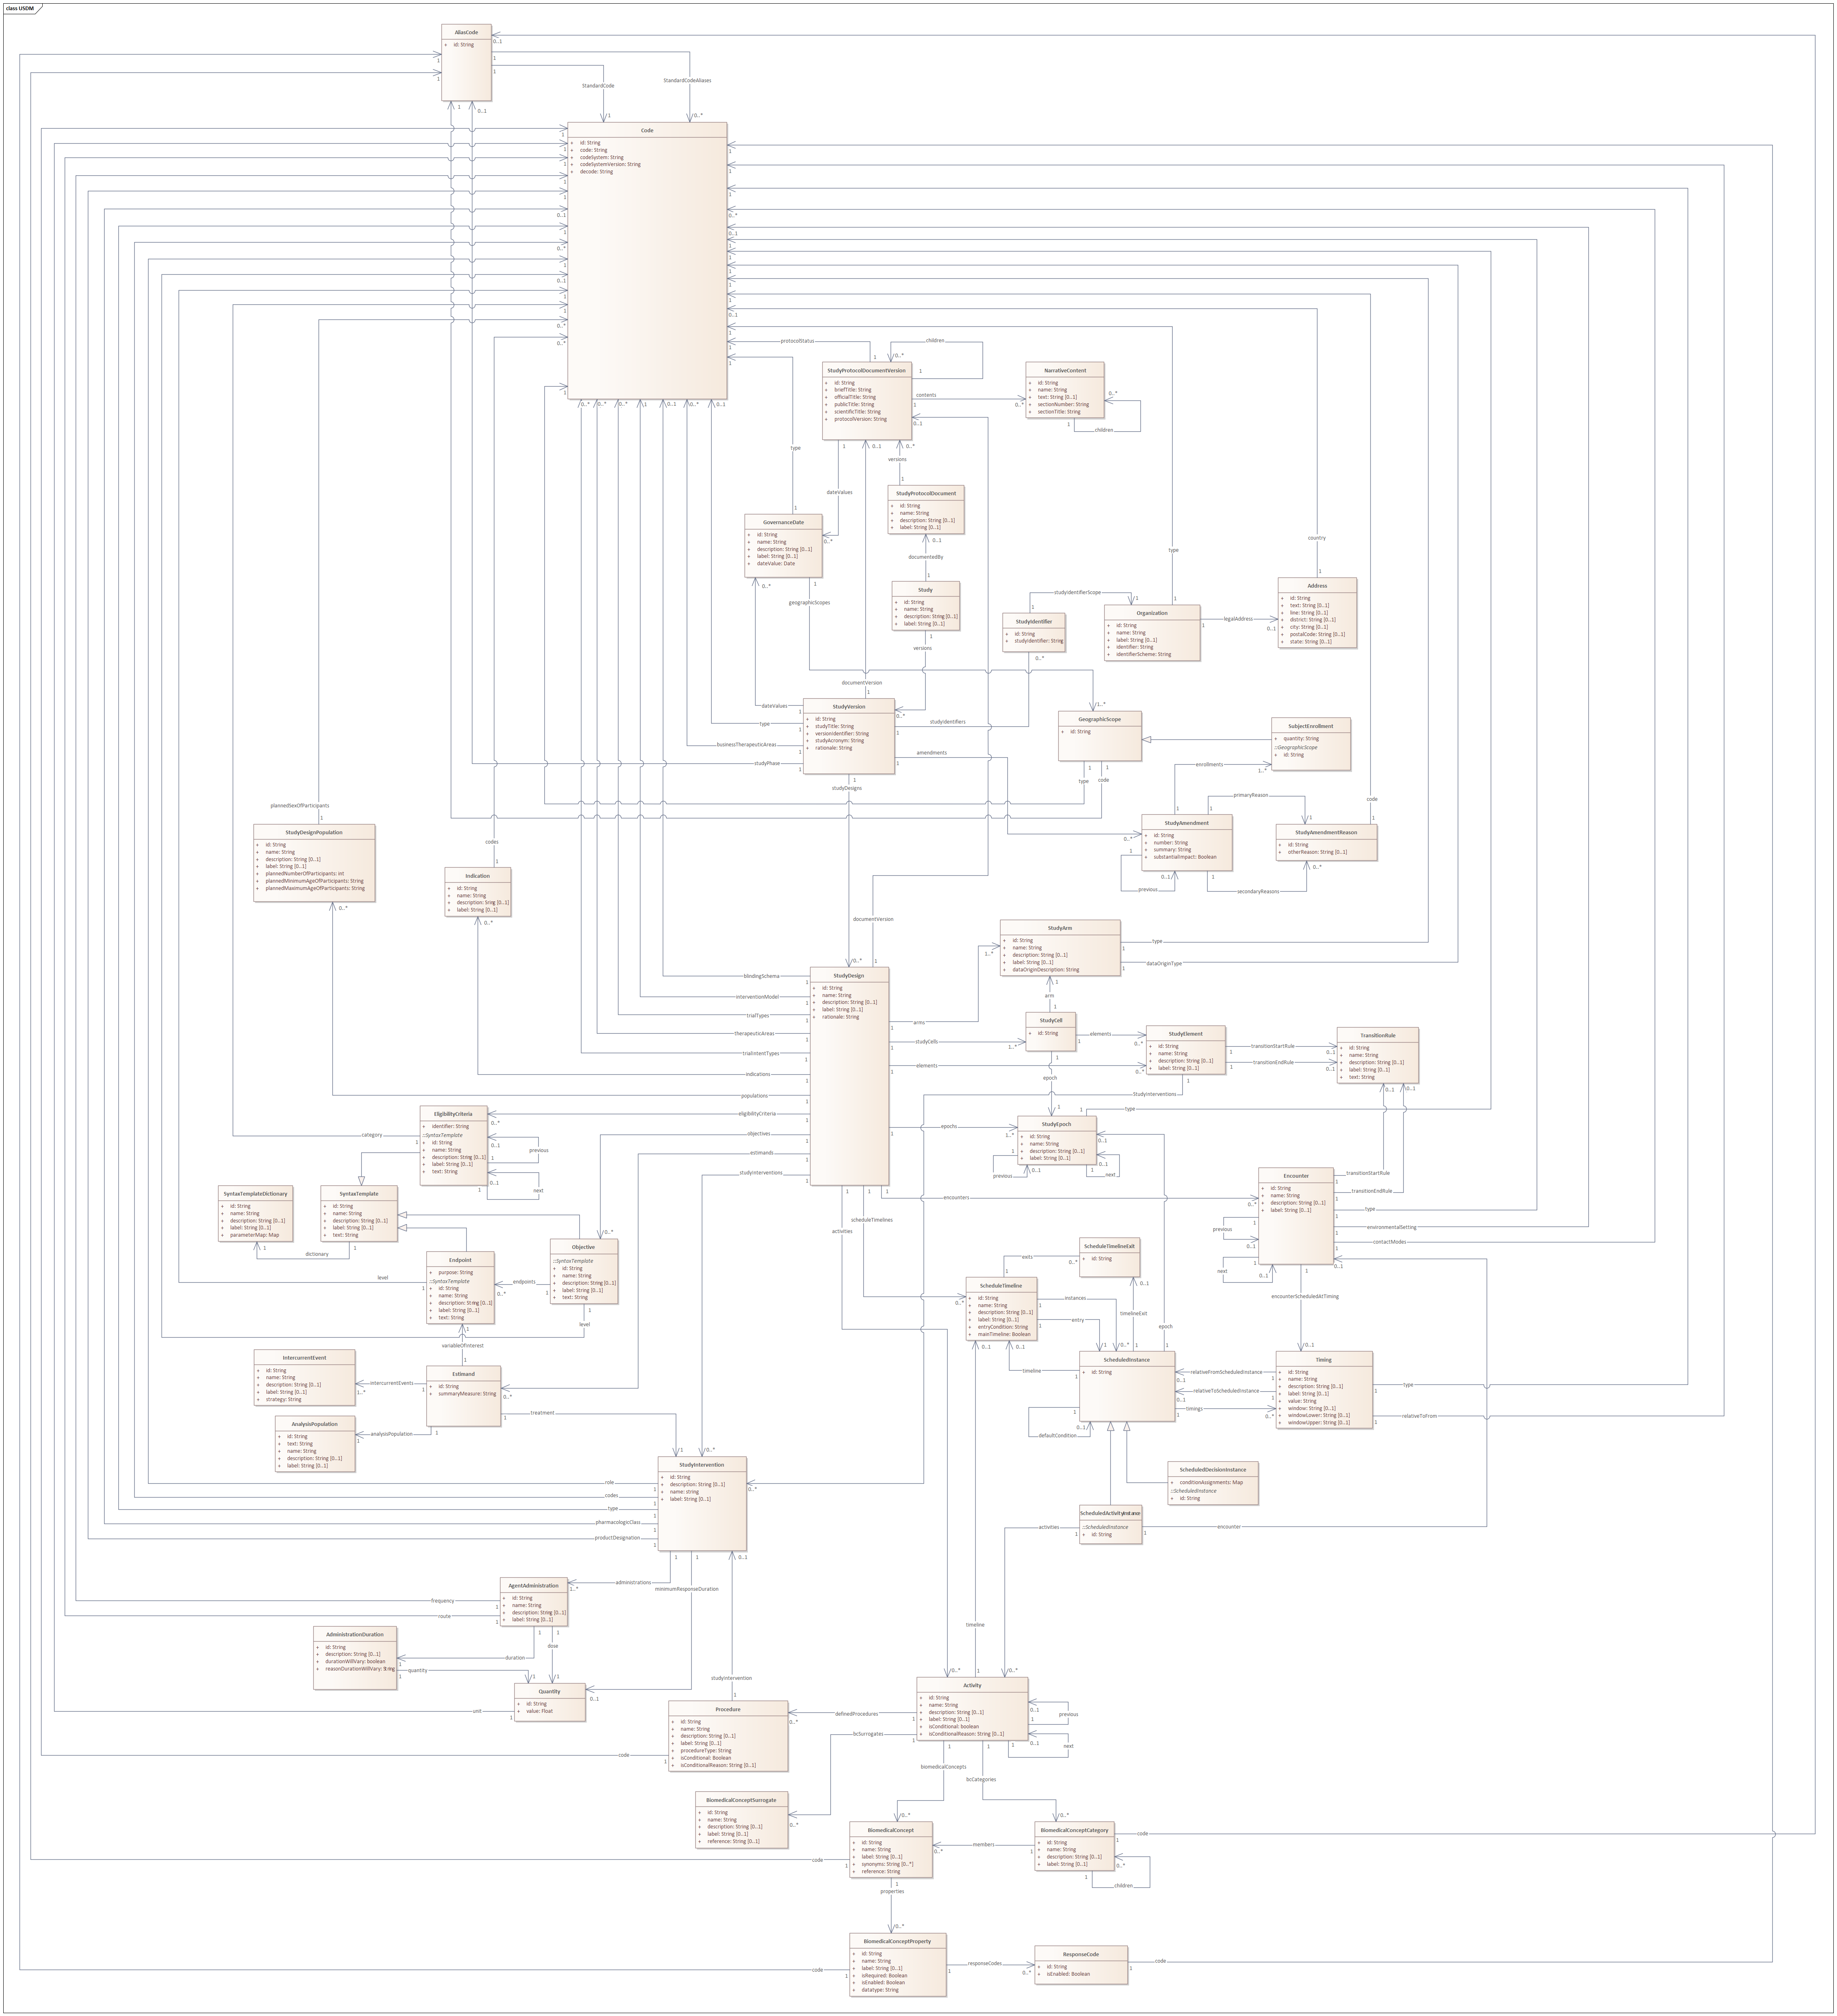 class USDM
AliasCode
+ id: String
0..1
1
1
1
1
1
0..1
StandardCode
StandardCodeAliases
1
0..*
Code
+ id: String
+ code: String
+ codeSystem: String
+ codeSystemVersion: String
+ decode: String
protocolStatus
children
StudyProtocolDocumentVersion
+ id: String
+ briefTitle: String
+ officialTitle: String
+ publicTitle: String
+ scientificTitle: String
+ protocolVersion: String
contents
NarrativeContent
+ id: String
+ name: String
+ text: String [0..1]
+ sectionNumber: String
+ sectionTitle: String
children
type
versions
dateValues
StudyProtocolDocument
+ id: String
+ name: String
+ description: String [0..1]
+ label: String [0..1]
GovernanceDate
+ id: String
+ name: String
+ description: String [0..1]
+ label: String [0..1]
+ dateValue: Date
documentedBy
type
country
geographicScopes
Study
+ id: String
+ name: String
+ description: String [0..1]
+ label: String [0..1]
studyIdentifierScope
StudyIdentifier
+ id: String
+ studyIdentifier: String
Organization
+ id: String
+ name: String
+ label: String [0..1]
+ identifier: String
+ identifierScheme: String
legalAddress
Address
+ id: String
+ text: String [0..1]
+ line: String [0..1]
+ district: String [0..1]
+ city: String [0..1]
+ postalCode: String [0..1]
+ state: String [0..1]
versions
documentVersion
dateValues
StudyVersion
+ id: String
+ studyTitle: String
+ versionIdentifier: String
+ studyAcronym: String
+ rationale: String
type
businessTherapeuticAreas
studyPhase
studyIdentifiers
amendments
studyDesigns
GeographicScope
+ id: String
type
code
SubjectEnrollment
+ quantity: String
::GeographicScope
+ id: String
enrollments
primaryReason
code
StudyAmendment
+ id: String
+ number: String
+ summary: String
+ substantialImpact: Boolean
previous
secondaryReasons
StudyAmendmentReason
+ id: String
+ otherReason: String [0..1]
plannedSexOfParticipants
StudyDesignPopulation
+ id: String
+ name: String
+ description: String [0..1]
+ label: String [0..1]
+ plannedNumberOfParticipants: int
+ plannedMinimumAgeOfParticipants: String
+ plannedMaximumAgeOfParticipants: String
codes
Indication
+ id: String
+ name: String
+ description: String [0..1]
+ label: String [0..1]
documentVersion
StudyDesign
+ id: String
+ name: String
+ description: String [0..1]
+ label: String [0..1]
+ rationale: String
blindingSchema
interventionModel
trialTypes
therapeuticAreas
trialIntentTypes
indications
populations
eligibilityCriteria
objectives
estimands
studyInterventions
arms
studyCells
elements
epochs
encounters
activities
scheduleTimelines
StudyArm
+ id: String
+ name: String
+ description: String [0..1]
+ label: String [0..1]
+ dataOriginDescription: String
type
dataOriginType
arm
StudyCell
+ id: String
elements
epoch
StudyElement
+ id: String
+ name: String
+ description: String [0..1]
+ label: String [0..1]
transitionStartRule
transitionEndRule
StudyInterventions
TransitionRule
+ id: String
+ name: String
+ description: String [0..1]
+ label: String [0..1]
+ text: String
type
StudyEpoch
+ id: String
+ name: String
+ description: String [0..1]
+ label: String [0..1]
previous
next
EligibilityCriteria
+ identifier: String
::SyntaxTemplate
+ id: String
+ name: String
+ description: String [0..1]
+ label: String [0..1]
+ text: String
category
previous
next
Encounter
+ id: String
+ name: String
+ description: String [0..1]
+ label: String [0..1]
transitionStartRule
transitionEndRule
type
environmentalSetting
contactModes
previous
next
encounterScheduledAtTiming
SyntaxTemplateDictionary
+ id: String
+ name: String
+ description: String [0..1]
+ label: String [0..1]
+ parameterMap: Map
SyntaxTemplate
+ id: String
+ name: String
+ description: String [0..1]
+ label: String [0..1]
+ text: String
dictionary
Endpoint
+ purpose: String
::SyntaxTemplate
+ id: String
+ name: String
+ description: String [0..1]
+ label: String [0..1]
+ text: String
level
endpoints
Objective
::SyntaxTemplate
+ id: String
+ name: String
+ description: String [0..1]
+ label: String [0..1]
+ text: String
level
variableOfInterest
exits
ScheduleTimelineExit
+ id: String
ScheduleTimeline
+ id: String
+ name: String
+ description: String [0..1]
+ label: String [0..1]
+ entryCondition: String
+ mainTimeline: Boolean
instances
entry
timelineExit
epoch
timeline
ScheduledInstance
+ id: String
defaultCondition
relativeFromScheduledInstance
relativeToScheduledInstance
timings
Timing
+ id: String
+ name: String
+ description: String [0..1]
+ label: String [0..1]
+ value: String
+ window: String [0..1]
+ windowLower: String [0..1]
+ windowUpper: String [0..1]
type
relativeToFrom
IntercurrentEvent
+ id: String
+ name: String
+ description: String [0..1]
+ label: String [0..1]
+ strategy: String
intercurrentEvents
Estimand
+ id: String
+ summaryMeasure: String
treatment
analysisPopulation
AnalysisPopulation
+ id: String
+ text: String
+ name: String
+ description: String [0..1]
+ label: String [0..1]
StudyIntervention
+ id: String
+ description: String [0..1]
+ name: string
+ label: String [0..1]
role
codes
type
pharmacologicClass
productDesignation
administrations
minimumResponseDuration
ScheduledDecisionInstance
+ conditionAssignments: Map
::ScheduledInstance
+ id: String
ScheduledActivityInstance
::ScheduledInstance
+ id: String
activities
encounter
AgentAdministration
+ id: String
+ name: String
+ description: String [0..1]
+ label: String [0..1]
frequency
route
duration
dose
AdministrationDuration
+ id: String
+ description: String [0..1]
+ durationWillVary: boolean
+ reasonDurationWillVary: String
quantity
Quantity
+ id: String
+ value: Float
unit
studyIntervention
timeline
Procedure
+ id: String
+ name: String
+ description: String [0..1]
+ label: String [0..1]
+ procedureType: String
+ isConditional: Boolean
+ isConditionalReason: String [0..1]
code
definedProcedures
bcSurrogates
Activity
+ id: String
+ name: String
+ description: String [0..1]
+ label: String [0..1]
+ isConditional: boolean
+ isConditionalReason: String [0..1]
previous
next
biomedicalConcepts
bcCategories
BiomedicalConceptSurrogate
+ id: String
+ name: String
+ description: String [0..1]
+ label: String [0..1]
+ reference: String [0..1]
BiomedicalConcept
+ id: String
+ name: String
+ label: String [0..1]
+ synonyms: String [0..*]
+ reference: String
code
members
properties
BiomedicalConceptCategory
+ id: String
+ name: String
+ description: String [0..1]
+ label: String [0..1]
code
children
BiomedicalConceptProperty
+ id: String
+ name: String
+ label: String [0..1]
+ isRequired: Boolean
+ isEnabled: Boolean
+ datatype: String
code
responseCodes
ResponseCode
+ id: String
+ isEnabled: Boolean
code